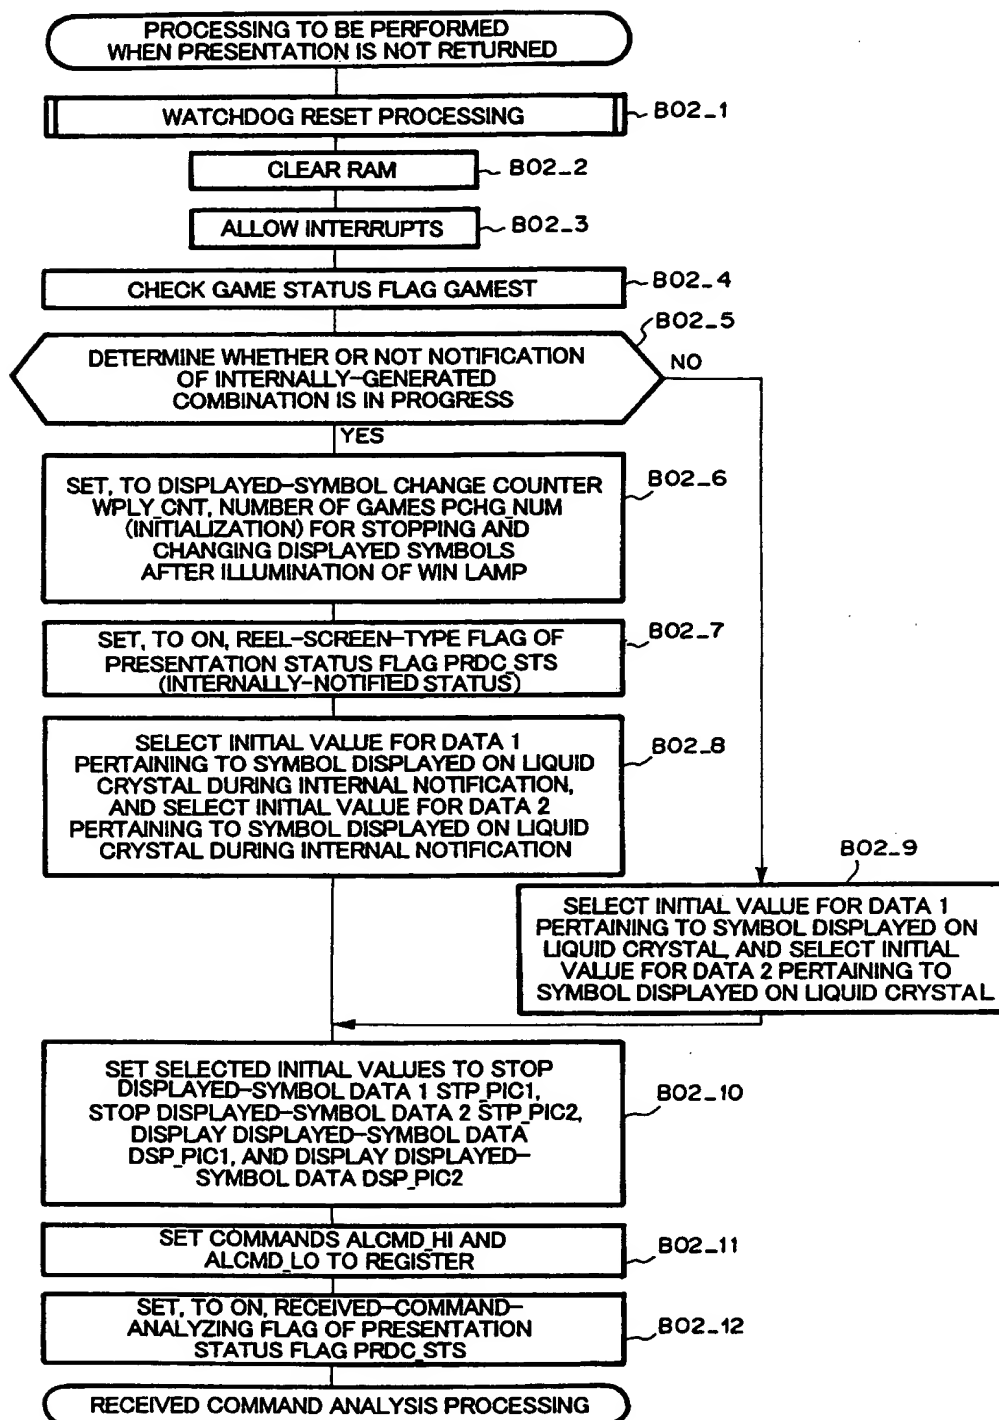 PROCESSING TO BE PERFORMED
WHEN PRESENTATION IS NOT RETURNED
WATCHDOG RESET PROCESSING
B02_1
CLEAR RAM
B02_2
ALLOW INTERRUPTS
B02_3
CHECK GAME STATUS FLAG GAMEST
B02_4
B02_5
DETERMINE WHETHER OR NOT NOTIFICATION
OF INTERNALLY-GENERATED
COMBINATION IS IN PROGRESS
NO
YES
SET, TO DISPLAYED-SYMBOL CHANGE COUNTER
WPLY_CNT, NUMBER OF GAMES PCHG_NUM
(INITIALIZATION) FOR STOPPING AND
CHANGING DISPLAYED SYMBOLS
AFTER ILLUMINATION OF WIN LAMP
B02_6
SET, TO ON, REEL-SCREEN-TYPE FLAG OF
PRESENTATION STATUS FLAG PRDC_STS
(INTERNALLY-NOTIFIED STATUS)
B02_7
SELECT INITIAL VALUE FOR DATA 1
PERTAINING TO SYMBOL DISPLAYED ON LIQUID
CRYSTAL DURING INTERNAL NOTIFICATION,
AND SELECT INITIAL VALUE FOR DATA 2
PERTAINING TO SYMBOL DISPLAYED ON LIQUID
CRYSTAL DURING INTERNAL NOTIFICATION
B02_8
B02_9
SELECT INITIAL VALUE FOR DATA 1
PERTAINING TO SYMBOL DISPLAYED ON
LIQUID CRYSTAL, AND SELECT INITIAL
VALUE FOR DATA 2 PERTAINING TO
SYMBOL DISPLAYED ON LIQUID CRYSTAL
SET SELECTED INITIAL VALUES TO STOP
DISPLAYED-SYMBOL DATA 1 STP_PIC1,
STOP DISPLAYED-SYMBOL DATA 2 STP_PIC2,
DISPLAY DISPLAYED-SYMBOL DATA
DSP_PIC1, AND DISPLAY DISPLAYED-
SYMBOL DATA DSP_PIC2
B02_10
SET COMMANDS ALCMD_HI AND
ALCMD_LO TO REGISTER
B02_11
SET, TO ON, RECEIVED-COMMAND-
ANALYZING FLAG OF PRESENTATION
STATUS FLAG PRDC_STS
B02_12
RECEIVED COMMAND ANALYSIS PROCESSING